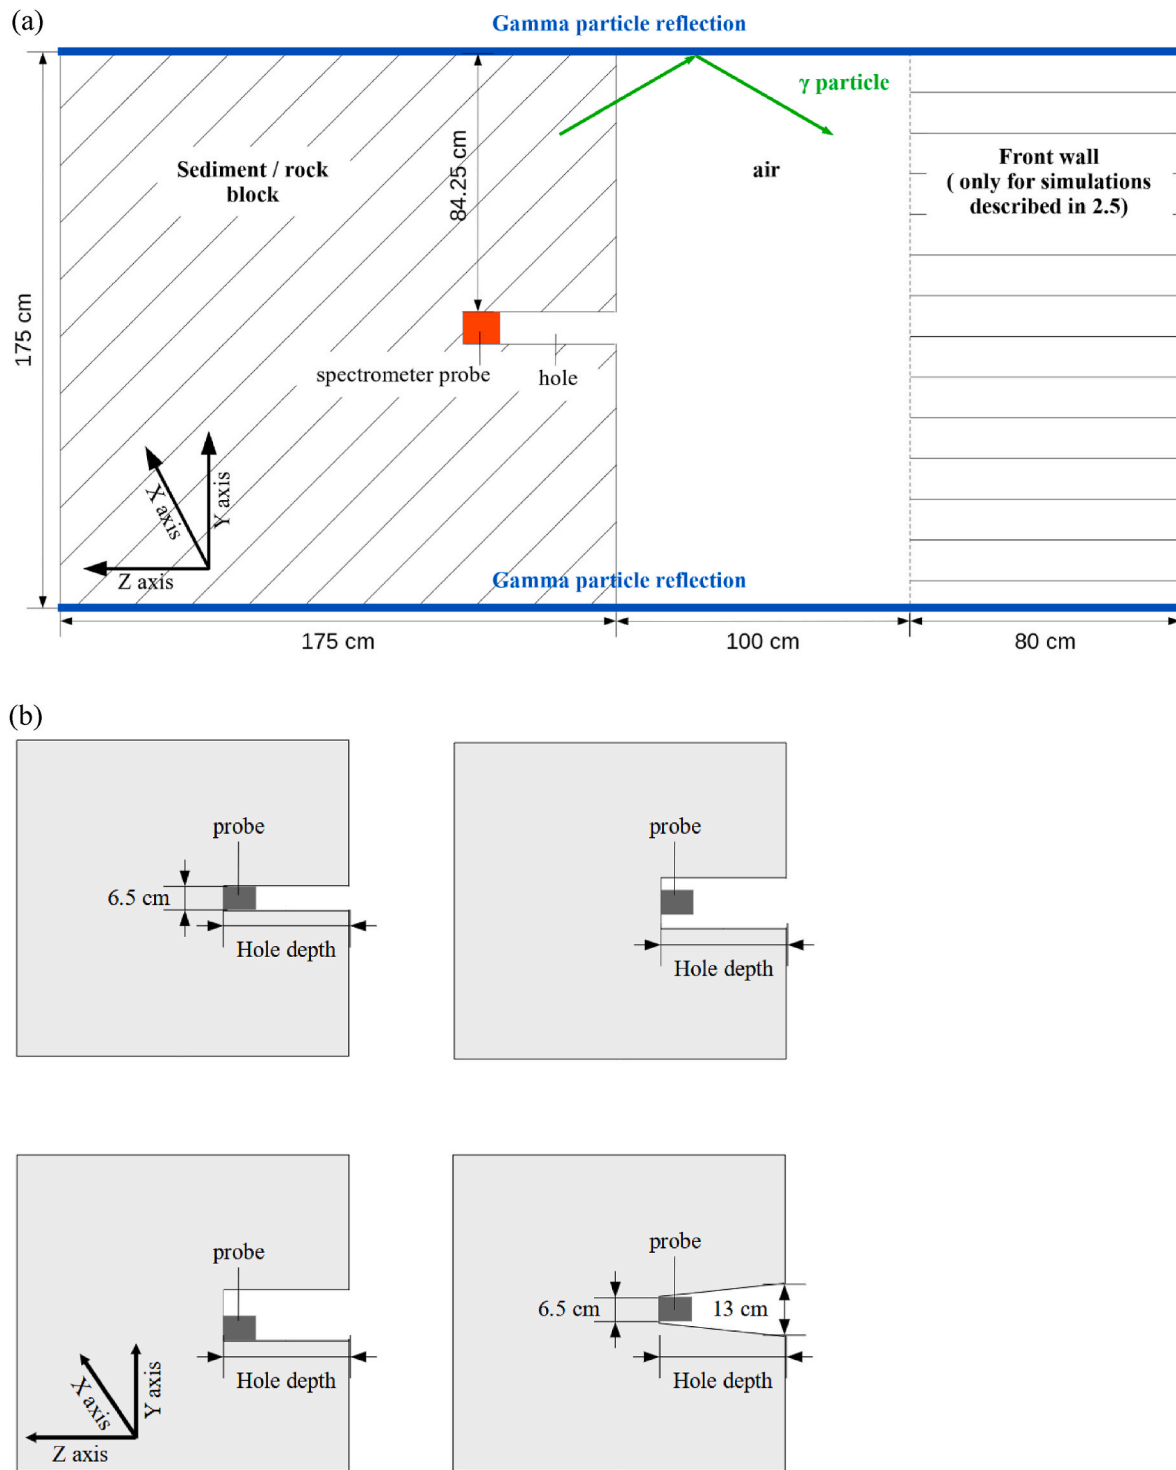 (a)
Gamma particle reflection
γ particle
84.25 cm
Sediment / rock
block
air
Front wall
( only for simulations
described in 2.5)
175 cm
spectrometer probe
hole
X axis
Y axis
Z axis
Gamma particle reflection
175 cm
100 cm
80 cm
(b)
probe
6.5 cm
Hole depth
probe
Hole depth
probe
Hole depth
X axis
Y axis
Z axis
probe
6.5 cm
13 cm
Hole depth